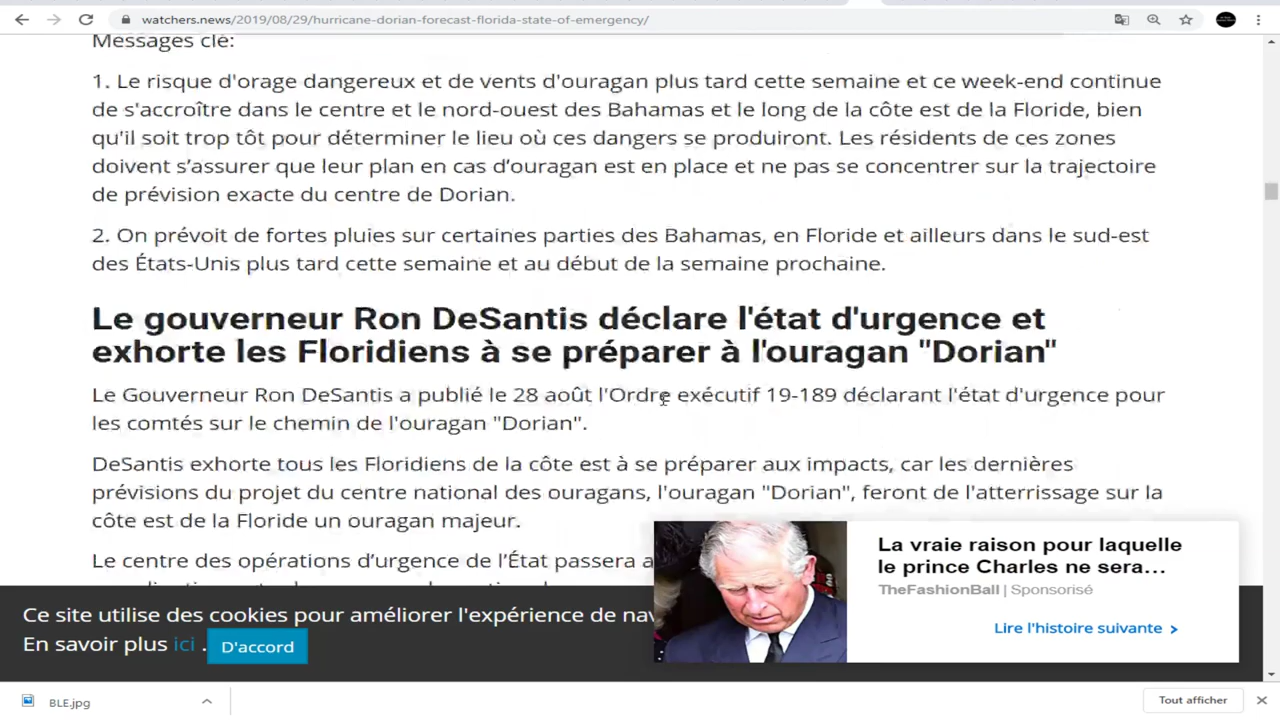 watchers.news/2019/08/29/hurricane-dorian-forecast-florida-state-of-emergency/
Messages clé:
1. Le risque d'orage dangereux et de vents d'ouragan plus tard cette semaine et ce week-end continue
de s'accroître dans le centre et le nord-ouest des Bahamas et le long de la côte est de la Floride, bien
qu'il soit trop tôt pour déterminer le lieu où ces dangers se produiront. Les résidents de ces zones
doivent s’assurer que leur plan en cas d’ouragan est en place et ne pas se concentrer sur la trajectoire
de prévision exacte du centre de Dorian.
2. On prévoit de fortes pluies sur certaines parties des Bahamas, en Floride et ailleurs dans le sud-est
des États-Unis plus tard cette semaine et au début de la semaine prochaine.
Le gouverneur Ron DeSantis déclare l'état d'urgence et
exhorte les Floridiens à se préparer à l'ouragan "Dorian"
Le Gouverneur Ron DeSantis a publié le 28 août l'Ordre exécutif 19-189 déclarant l'état d'urgence pour
les comtés sur le chemin de l'ouragan "Dorian".
DeSantis exhorte tous les Floridiens de la côte est à se préparer aux impacts, car les dernières
prévisions du projet du centre national des ouragans, l'ouragan "Dorian", feront de l'atterrissage sur la
côte est de la Floride un ouragan majeur.
Le centre des opérations d’urgence de l’État passera a
La vraie raison pour laquelle
le prince Charles ne sera...
TheFashionBall | Sponsorisé
Lire l'histoire suivante
Ce site utilise des cookies pour améliorer l'expérience de nav
En savoir plus ici . D'accord
BLE.jpg
Tout afficher